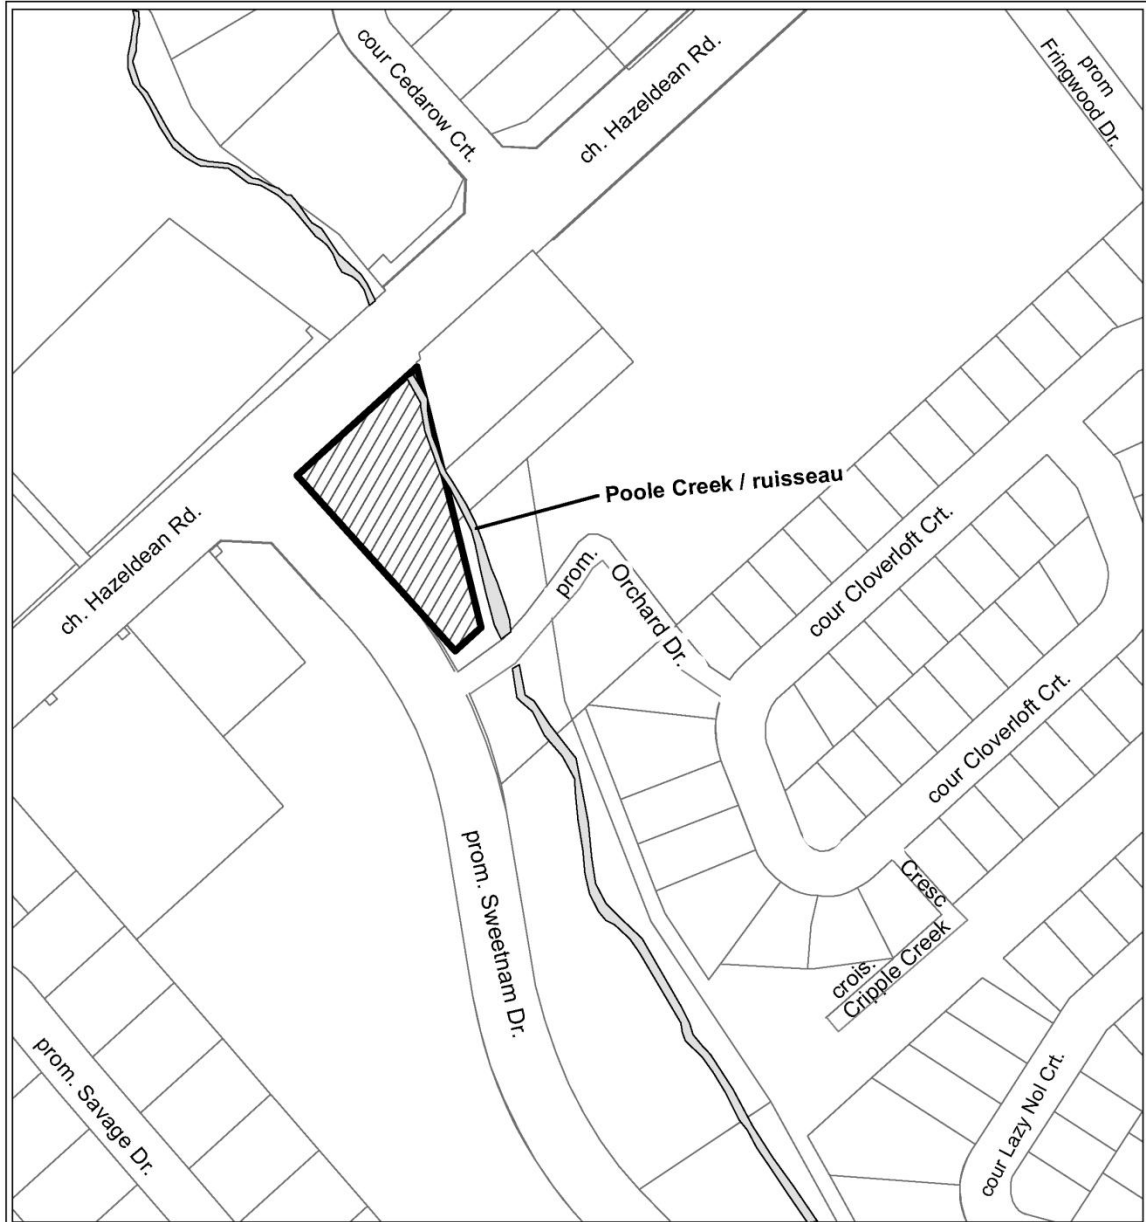 cour Cedarow Crt.
ch. Hazeldean Rd.
prom
Fringwood Dr.
Poole Creek / ruisseau
ch. Hazeldean Rd.
prom.
Orchard Dr.
cour Cloverloft Crt.
cour Cloverloft Crt.
prom. Sweetnam Dr.
Cresc
crois.
Cripple Creek
prom. Savage Dr.
cour Lazy Nol Crt.